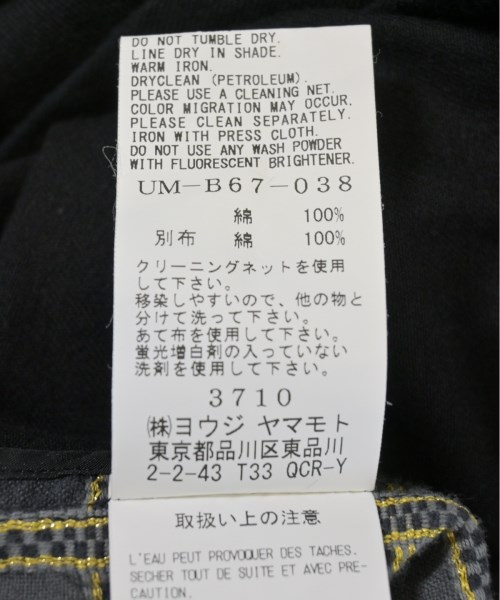 DO NOT TUMBLE DRY.
LINE DRY IN SHADE.
WARM IRON.
DRYCLEAN (PETROLEUM).
PLEASE USE A CLEANING NET.
COLOR MIGRATION MAY OCCUR.
PLEASE CLEAN SEPARATELY.
IRON WITH PRESS CLOTH.
DO NOT USE ANY WASH POWDER
WITH FLUORESCENT BRIGHTENER.
UM-B67-038
綿 100%
別布 綿 100%
クリーニングネットを使用
して下さい。
移染しやすいので、他の物と
分けて洗って下さい。
あて布を使用して下さい。
蛍光増白剤の入っていない
洗剤を使用して下さい。
3710
㈱ヨウジ ヤマモト
東京都品川区東品川
2-2-43 T33 QCR-Y
取扱い上の注意
L'EAU PEUT PROVOQUER DES TACHES.
SECHER TOUT DE SUITE ET AVEC PRE-
CAUTION.